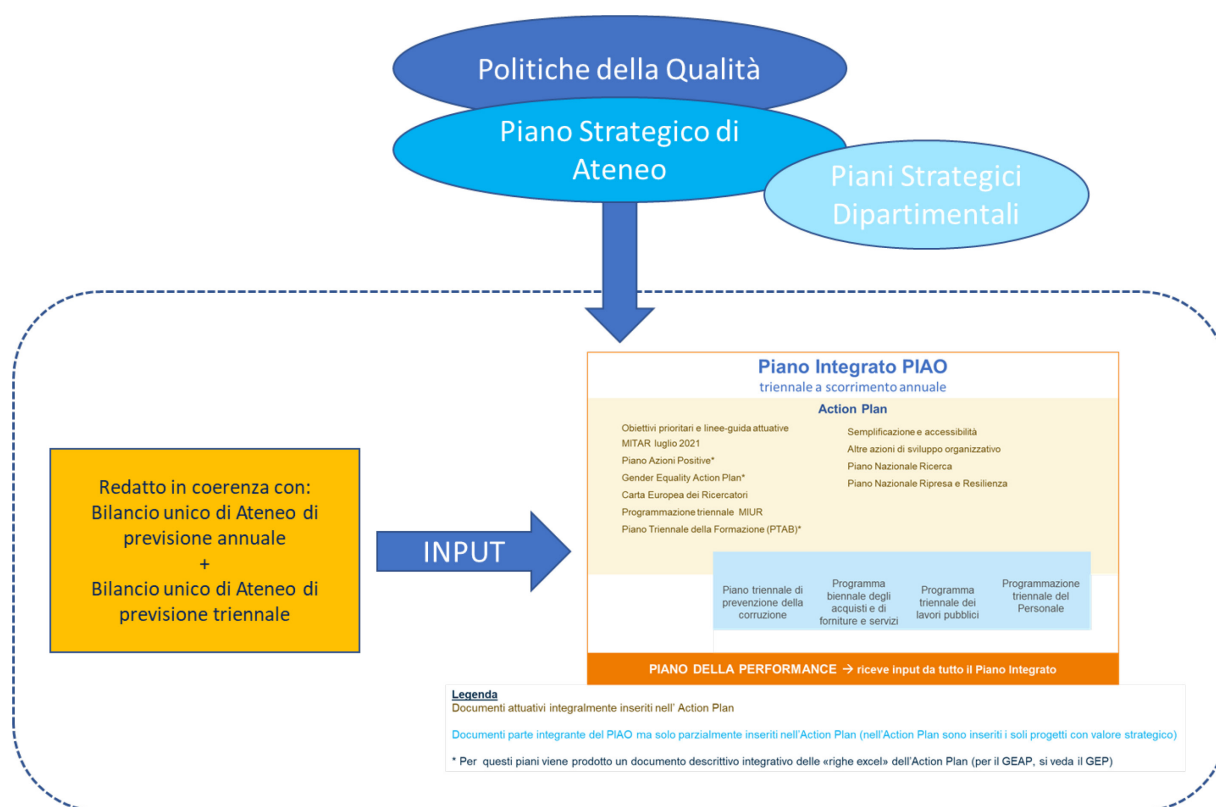 Politiche della Qualità
Piano Strategico di
Ateneo
Piani Strategici
Dipartimentali
Redatto in coerenza con:
Bilancio unico di Ateneo di
previsione annuale
+
Bilancio unico di Ateneo di
previsione triennale
INPUT
Piano Integrato PIAO
triennale a scorrimento annuale
Action Plan
Obiettivi prioritari e linee-guida attuative
MITAR luglio 2021
Piano Azioni Positive*
Gender Equality Action Plan*
Carta Europea dei Ricercatori
Programmazione triennale MIUR
Piano Triennale della Formazione (PTAB)*
Semplificazione e accessibilità
Altre azioni di sviluppo organizzativo
Piano Nazionale Ricerca
Piano Nazionale Ripresa e Resilienza
Piano triennale di
prevenzione della
corruzione
Programma
biennale degli
acquisti e di
forniture e servizi
Programma
triennale dei
lavori pubblici
Programmazione
triennale del
Personale
PIANO DELLA PERFORMANCE → riceve input da tutto il Piano Integrato
Legenda
Documenti attuativi integralmente inseriti nell' Action Plan
Documenti parte integrante del PIAO ma solo parzialmente inseriti nell'Action Plan (nell'Action Plan sono inseriti i soli progetti con valore strategico)
* Per questi piani viene prodotto un documento descrittivo integrativo delle «righe excel» dell'Action Plan (per il GEAP, si veda il GEP)